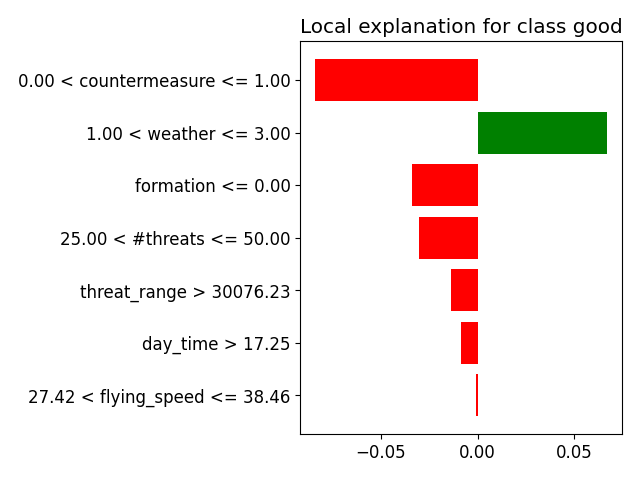 Local explanation for class good
0.00 < countermeasure <= 1.00
1.00 < weather <= 3.00
formation <= 0.00
25.00 < #threats <= 50.00
threat_range > 30076.23
day_time > 17.25
27.42 < flying_speed <= 38.46
−0.05 0.00 0.05